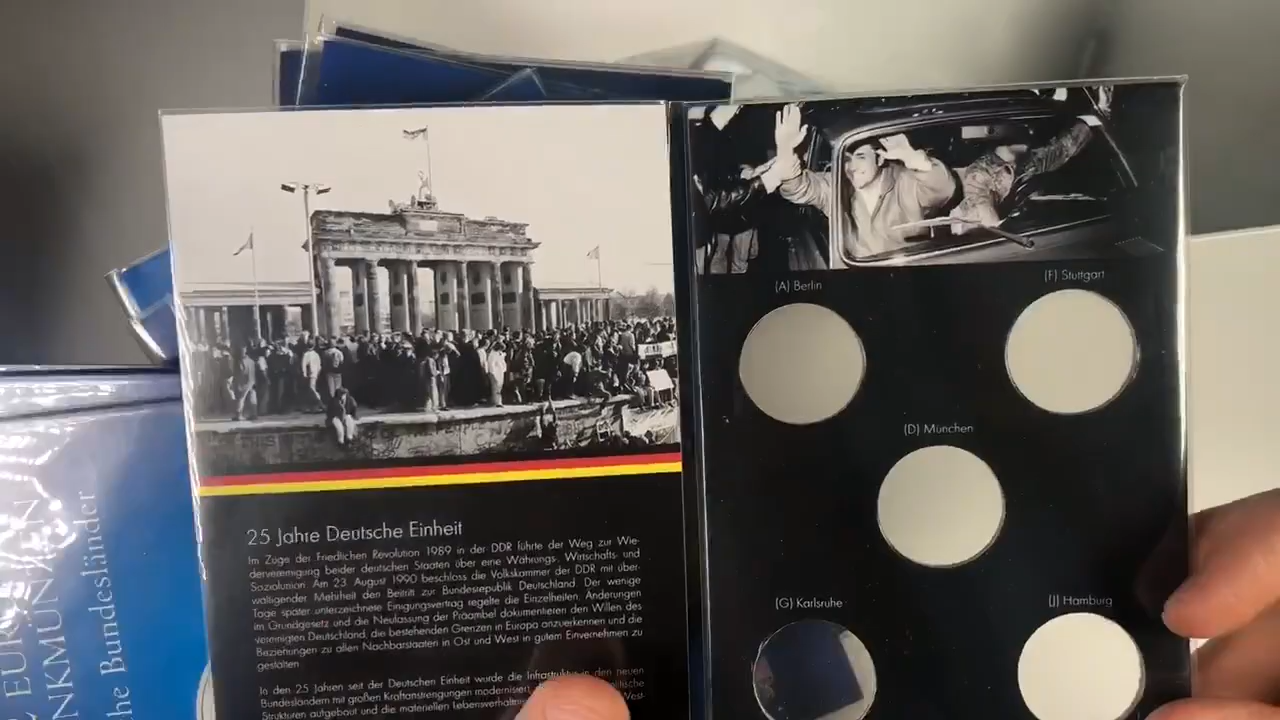 25 Jahre Deutsche Einheit
Im Zuge der Friedlichen Revolution 1989 in der DDR führte der Weg zur Wie-
dervereinigung beider deutschen Staaten über eine Währungs-, Wirtschafts- und
Sozialunion. Am 23. August 1990 beschloss die Volkskammer der DDR mit über-
wältigender Mehrheit den Beitritt zur Bundesrepublik Deutschland. Der wenige
Tage später unterzeichnete Einigungsvertrag regelte die Einzelheiten. Änderungen
im Grundgesetz und die Neufassung der Präambel dokumentieren den Willen des
vereinigten Deutschland, die bestehenden Grenzen in Europa anzuerkennen und die
Beziehungen zu allen Nachbarstaaten in Ost und West in gutem Einvernehmen zu
gestalten.
In den 25 Jahren seit der Deutschen Einheit wurde die Infrastruktur in den neuen
Bundesländern mit großen Kraftanstrengungen modernisiert,
Strukturen aufgebaut und die materiellen West-
(A) Berlin
(F) Stuttgart
(D) München
(G) Karlsruhe
(J) Hamburg
EUR
NKMÜN EN
he Bundesländer